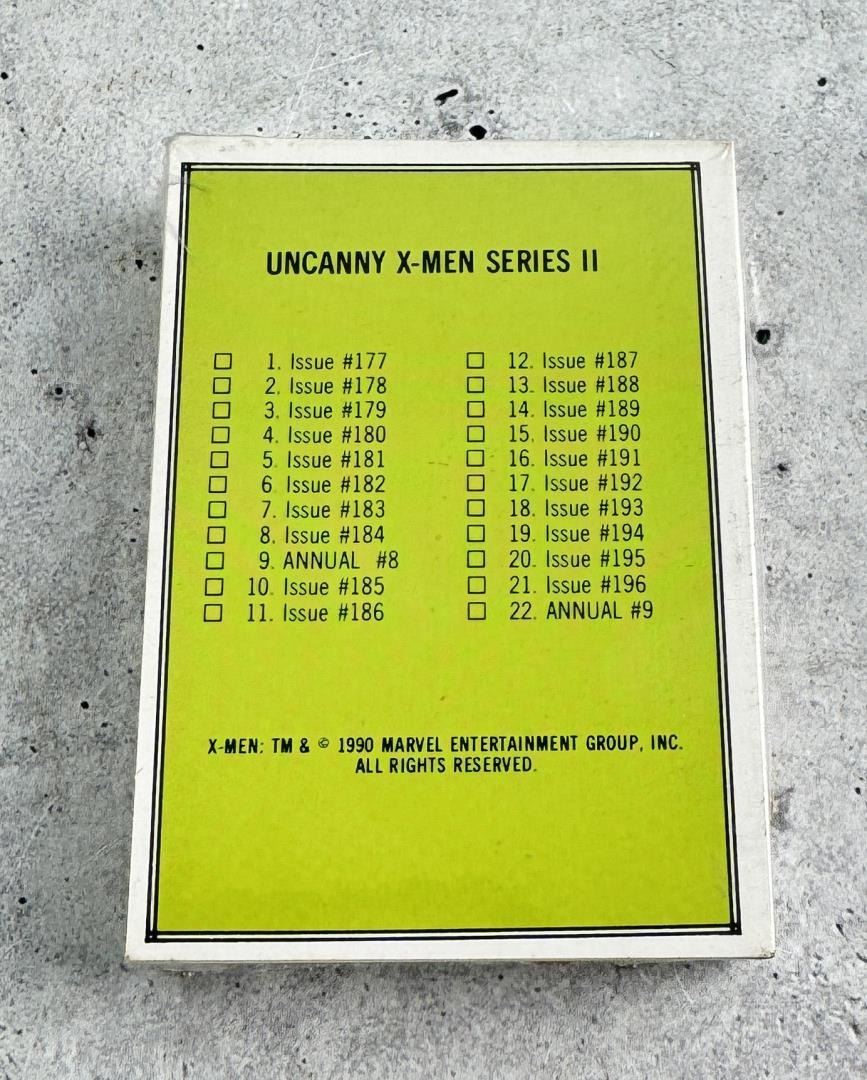 UNCANNY X-MEN SERIES II
☐ 1. Issue #177
☐ 2. Issue #178
☐ 3. Issue #179
☐ 4. Issue #180
☐ 5. Issue #181
☐ 6. Issue #182
☐ 7. Issue #183
☐ 8. Issue #184
☐ 9. ANNUAL #8
☐ 10. Issue #185
☐ 11. Issue #186
☐ 12. Issue #187
☐ 13. Issue #188
☐ 14. Issue #189
☐ 15. Issue #190
☐ 16. Issue #191
☐ 17. Issue #192
☐ 18. Issue #193
☐ 19. Issue #194
☐ 20. Issue #195
☐ 21. Issue #196
☐ 22. ANNUAL #9
X-MEN: TM & © 1990 MARVEL ENTERTAINMENT GROUP, INC.
ALL RIGHTS RESERVED.